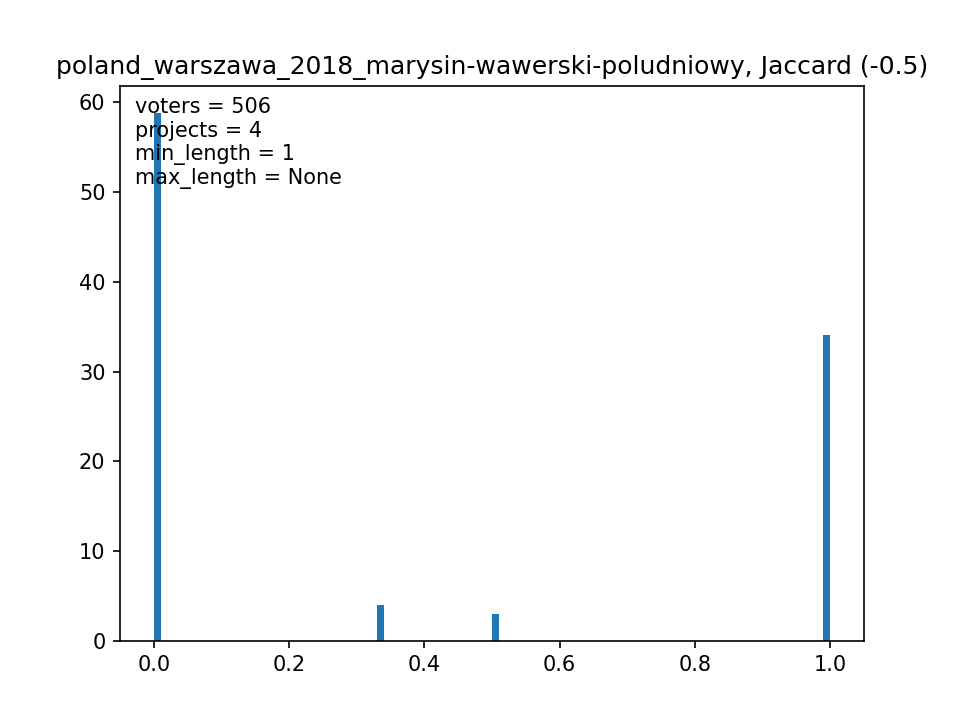 poland_warszawa_2018_marysin-wawerski-poludniowy, Jaccard (-0.5)
voters = 506
projects = 4
min_length = 1
max_length = None
60
50
40
30
20
10
0
0.0 0.2 0.4 0.6 0.8 1.0